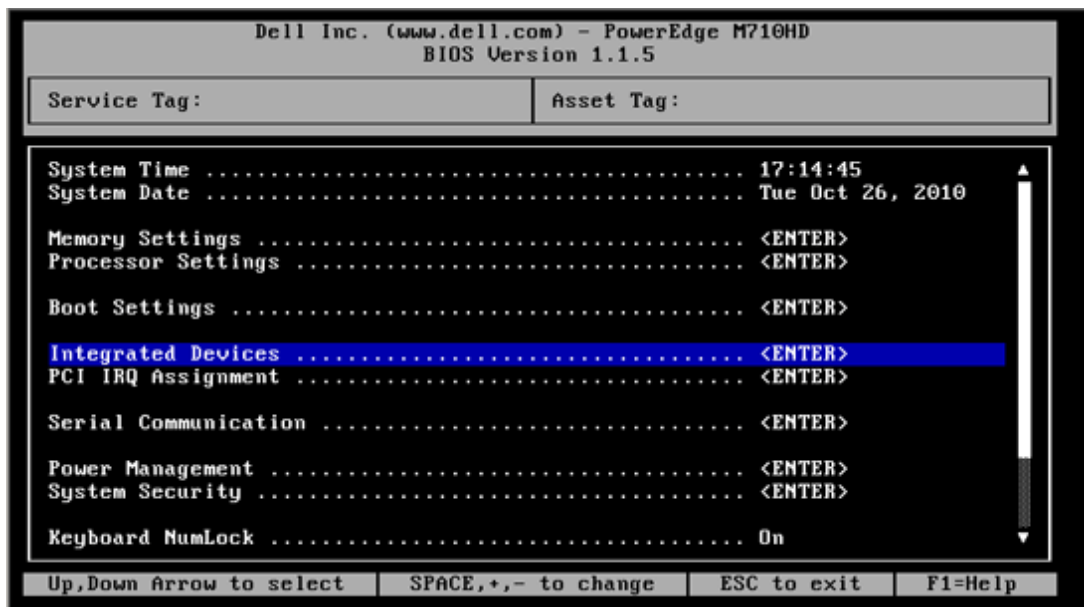 Dell Inc. (www.dell.com) - PowerEdge M710HD
BIOS Version 1.1.5
Service Tag: Asset Tag:
System Time ......................................... 17:14:45
System Date ......................................... Tue Oct 26, 2010
Memory Settings ..................................... <ENTER>
Processor Settings .................................. <ENTER>
Boot Settings ....................................... <ENTER>
Integrated Devices .................................. <ENTER>
PCI IRQ Assignment .................................. <ENTER>
Serial Communication ................................ <ENTER>
Power Management .................................... <ENTER>
System Security ..................................... <ENTER>
Keyboard NumLock .................................... On
Up,Down Arrow to select SPACE,+,- to change ESC to exit F1=Help